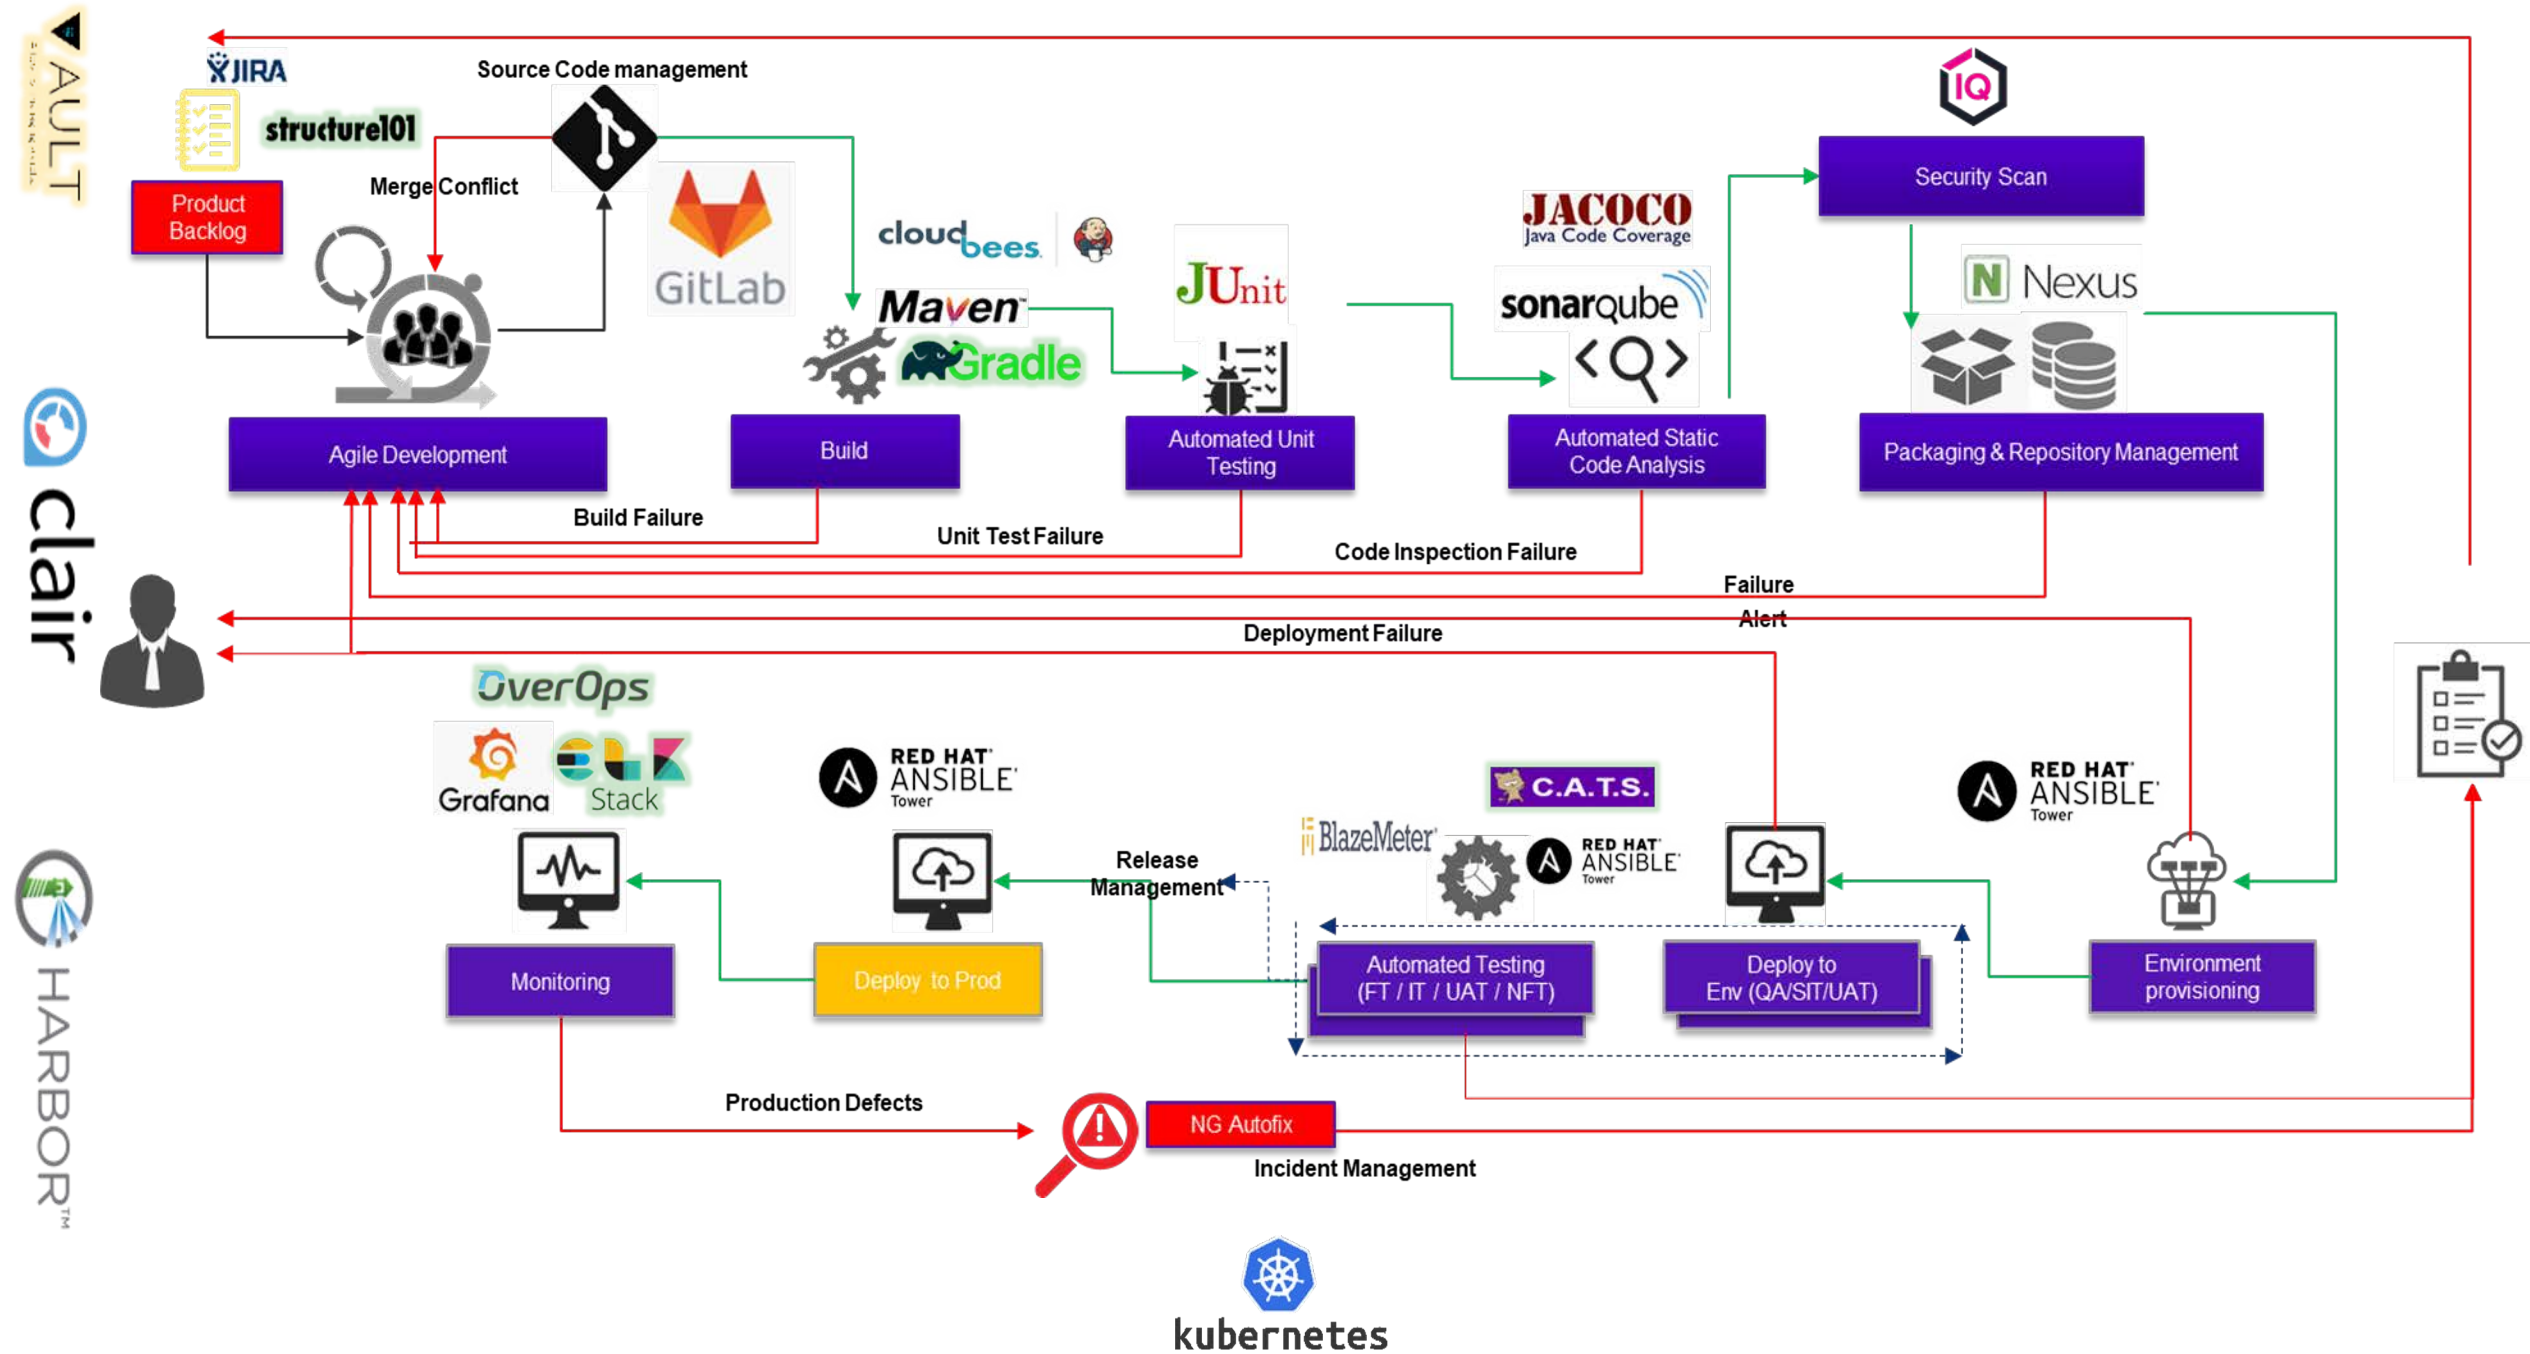 VAULT
JIRA
structure101
Source Code management
Merge Conflict
Product
Backlog
GitLab
cloudbees
Maven™
Gradle
JUnit
JACOCO
Java Code Coverage
sonarqube
IQ
Security Scan
N Nexus
Agile Development
Build
Automated Unit
Testing
Automated Static
Code Analysis
Packaging & Repository Management
Build Failure
Unit Test Failure
Code Inspection Failure
Failure
Alert
Deployment Failure
clair
OverOps
Grafana
ELK
Stack
RED HAT®
ANSIBLE®
Tower
Release
Management
BlazeMeter®
C.A.T.S.
RED HAT®
ANSIBLE®
Tower
RED HAT®
ANSIBLE®
Tower
Monitoring
Deploy to Prod
Automated Testing
(FT / IT / UAT / NFT)
Deploy to
Env (QA/SIT/UAT)
Environment
provisioning
HARBOR™
Production Defects
NG Autofix
Incident Management
kubernetes